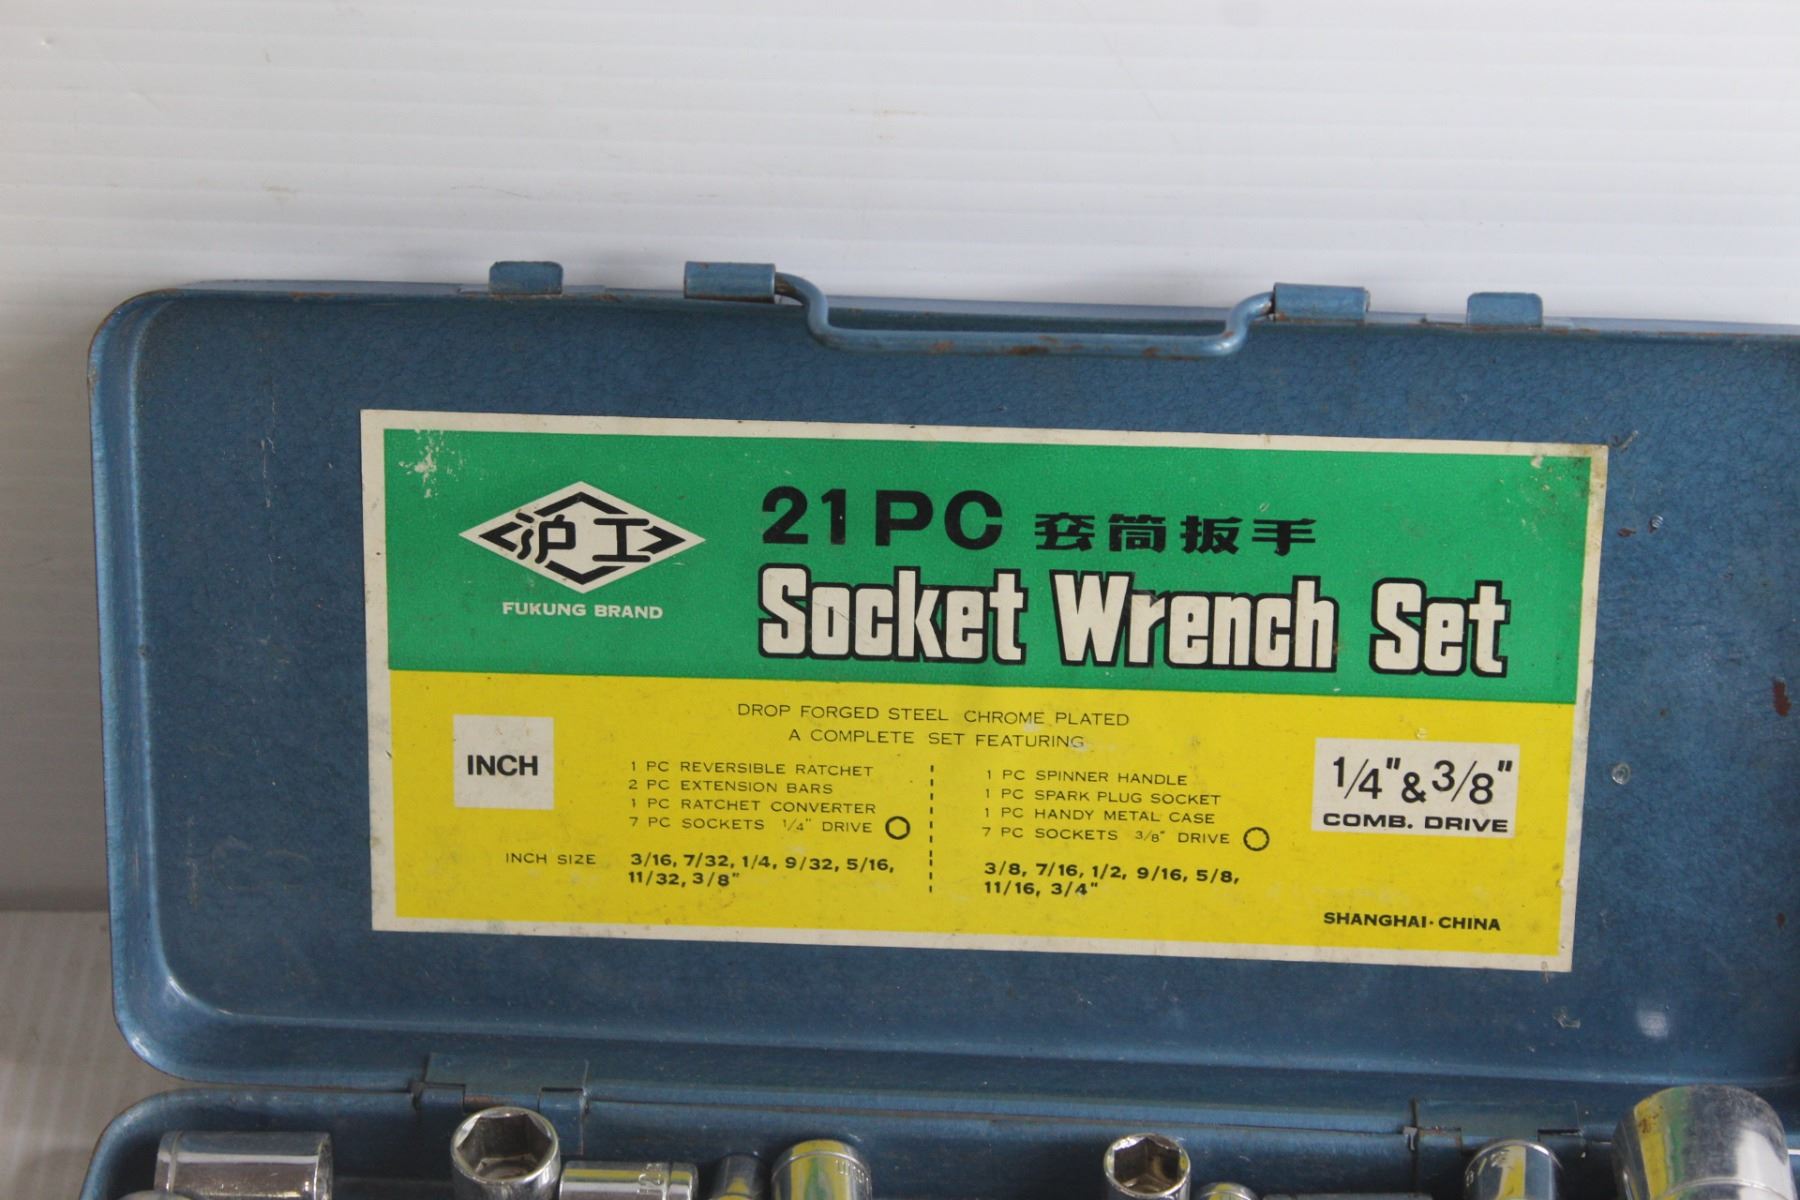 沪工
FUKUNG BRAND
21PC 套筒扳手
Socket Wrench Set
DROP FORGED STEEL CHROME PLATED
A COMPLETE SET FEATURING
INCH
1 PC REVERSIBLE RATCHET
2 PC EXTENSION BARS
1 PC RATCHET CONVERTER
7 PC SOCKETS 1/4" DRIVE
1 PC SPINNER HANDLE
1 PC SPARK PLUG SOCKET
1 PC HANDY METAL CASE
7 PC SOCKETS 3/8" DRIVE
1/4"&3/8"
COMB. DRIVE
INCH SIZE 3/16, 7/32, 1/4, 9/32, 5/16,
11/32, 3/8"
3/8, 7/16, 1/2, 9/16, 5/8,
11/16, 3/4"
SHANGHAI·CHINA